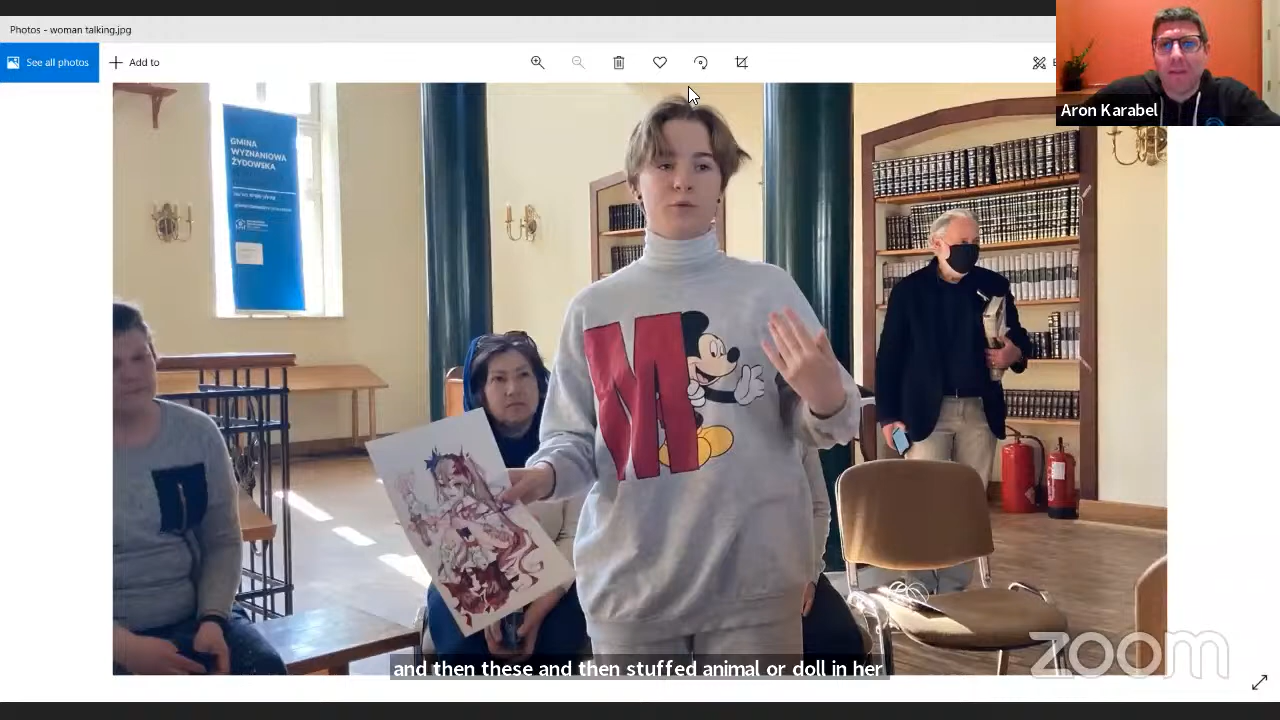 Photos - woman talking.jpg
See all photos
Add to
Aron Karabel
GMINA
WYZNANIOWA
ŻYDOWSKA
M
and then these and then stuffed animal or doll in her
zoom